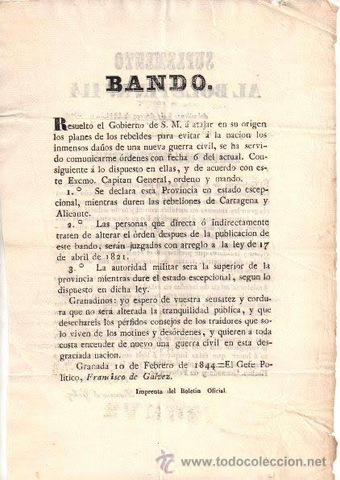 BANDO.
Resuelto el Gobierno de S. M. á atajar en su origen
los planes de los rebeldes para evitar á la nacion los
inmensos daños de una nueva guerra civil, se ha servi-
do comunicarme órdenes con fecha 6 del actual. Con-
siguiente á lo dispuesto en ellas, y de acuerdo con es-
te Excmo. Capitan General, ordeno y mando.
1.º Se declara esta Provincia en estado escep-
cional, mientras duren las rebeliones de Cartagena y
Alicante.
2.º Las personas que directa ó indirectamente
traten de alterar el órden despues de la publicacion de
este bando, serán juzgados con arreglo á la ley de 17
de abril de 1821.
3.º La autoridad militar será la superior de la
provincia mientras dure el estado escepcional, segun lo
dispuesto en dicha ley.
Granadinos: yo espero de vuestra sensatez y cordu-
ra que no será alterada la tranquilidad pública, y que
desechareis los pérfidos consejos de los traidores que so-
lo viven de los motines y desórdenes, y quieren á toda
costa encender de nuevo una guerra civil en esta des-
graciada nacion.
Granada 10 de Febrero de 1844.=El Gefe Po-
lítico, Francisco de Galvez.
Imprenta del Boletin Oficial.
www.todocoleccion.net